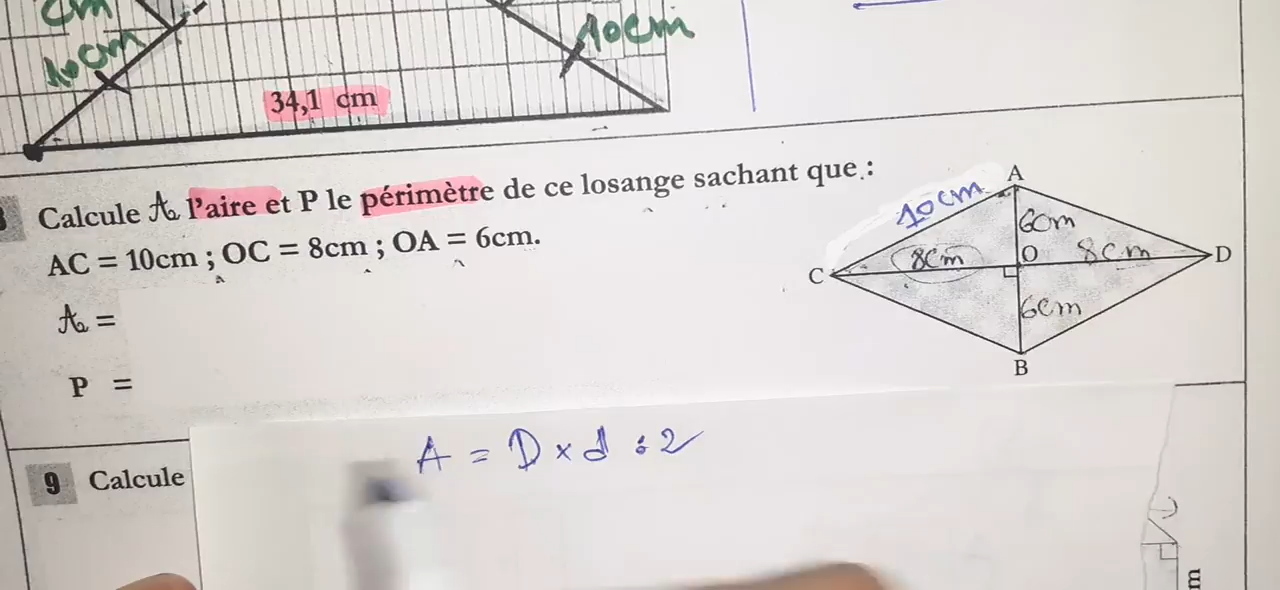 cm
10cm
10cm
34,1 cm
Calcule A l'aire et P le périmètre de ce losange sachant que :
AC = 10cm ; OC = 8cm ; OA = 6cm.
A =
P =
A
10cm
6cm
8cm
O
8cm
D
C
6cm
B
A = D × d : 2
9 Calcule
m